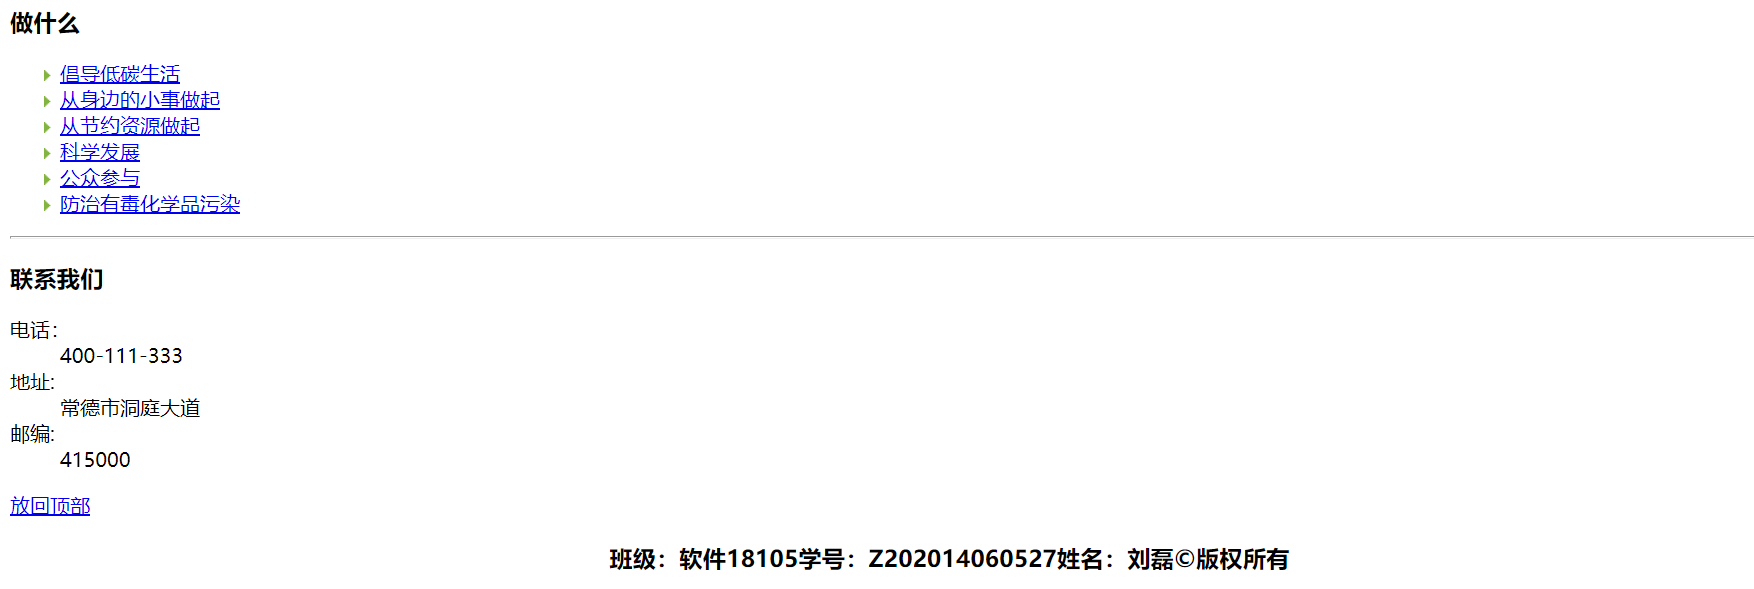 做什么
倡导低碳生活
从身边的小事做起
从节约资源做起
科学发展
公众参与
防治有毒化学品污染
联系我们
电话：
400-111-333
地址:
常德市洞庭大道
邮编:
415000
放回顶部
班级：软件18105学号：Z202014060527姓名：刘磊©版权所有